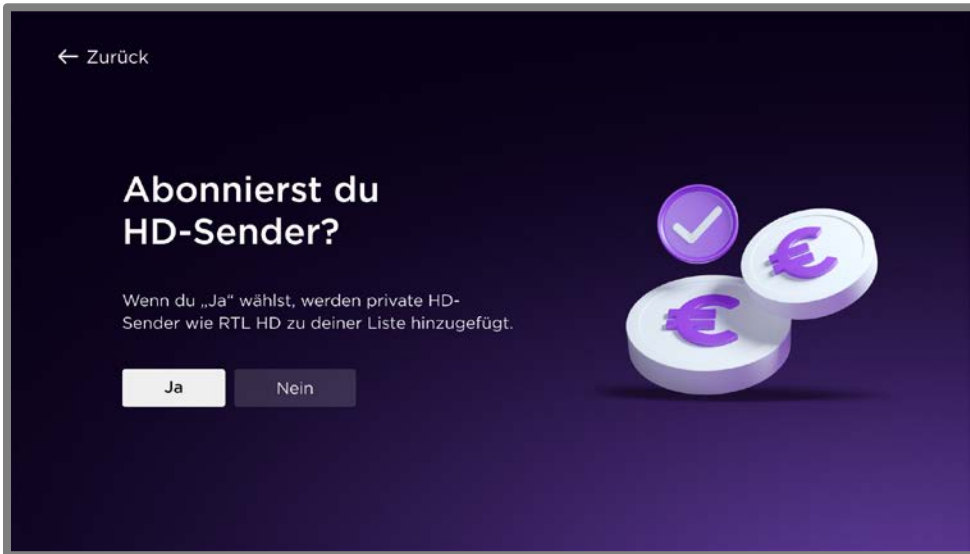 ← Zurück
Abonnierst du
HD-Sender?
Wenn du „Ja“ wählst, werden private HD-
Sender wie RTL HD zu deiner Liste hinzugefügt.
Ja Nein